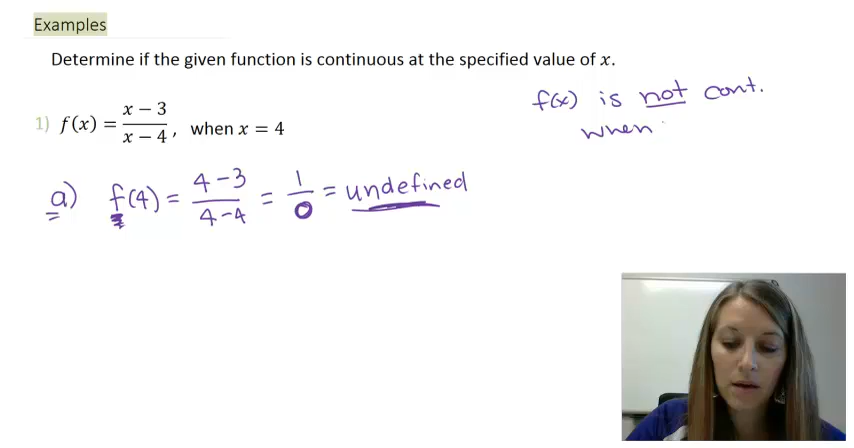 Examples
Determine if the given function is continuous at the specified value of x.
1) f(x) = (x − 3)/(x − 4), when x = 4
f(x) is not cont.
when
a) f(4) = (4-3)/(4-4) = 1/0 = undefined